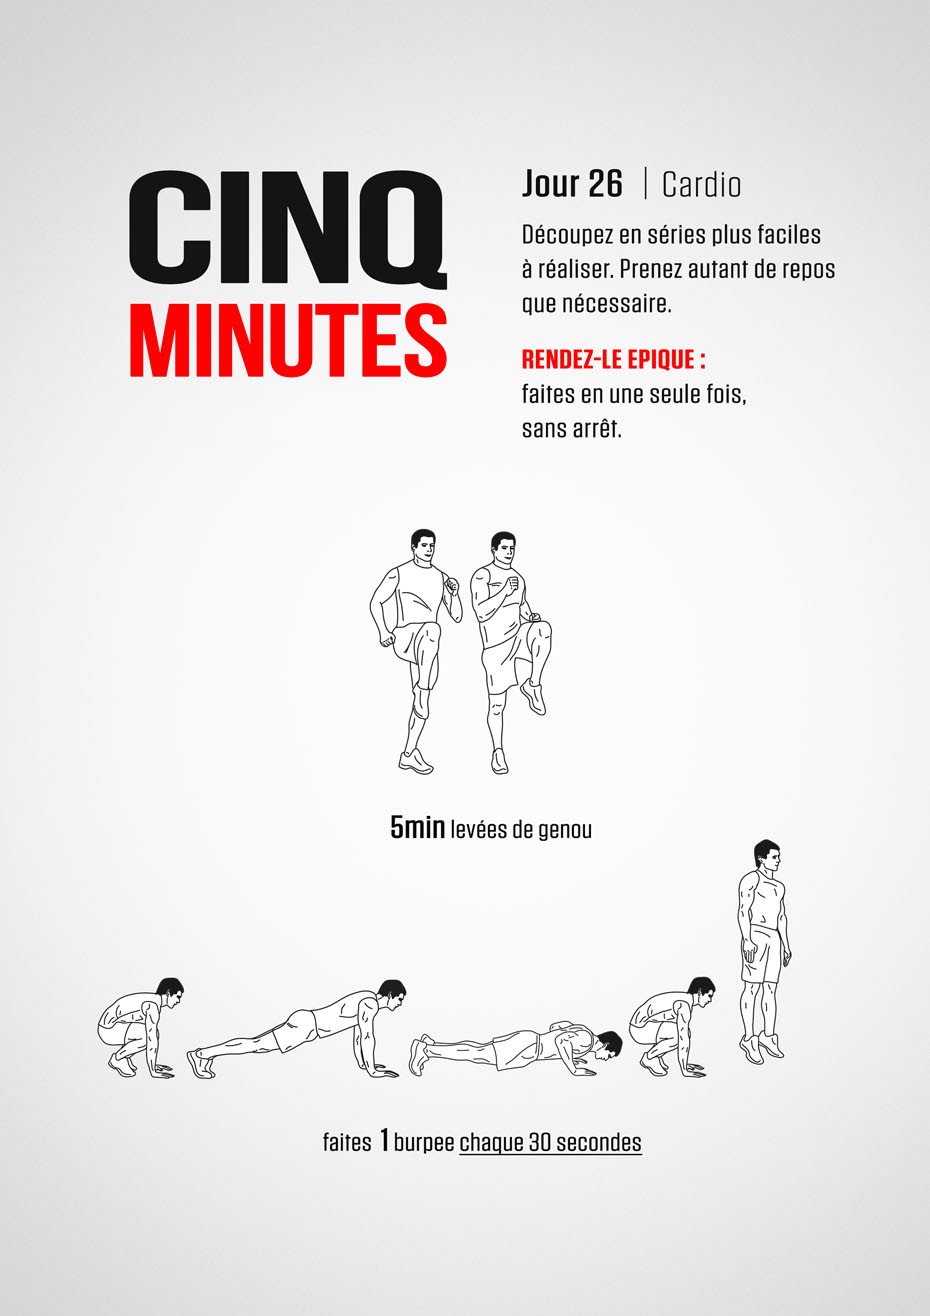 CINQ
MINUTES
Jour 26 | Cardio
Découpez en séries plus faciles
à réaliser. Prenez autant de repos
que nécessaire.
RENDEZ-LE EPIQUE :
faites en une seule fois,
sans arrêt.
5min levées de genou
faites 1 burpee chaque 30 secondes